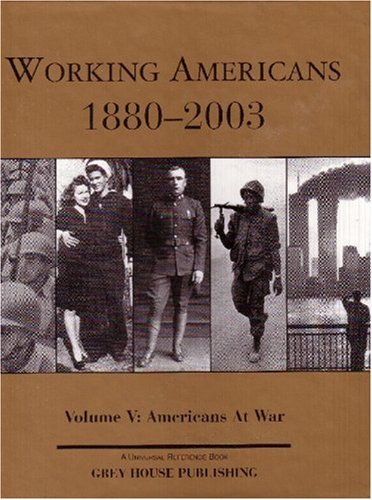 WORKING AMERICANS
1880–2003
Volume V: Americans At War
A UNIVERSAL REFERENCE BOOK
GREY HOUSE PUBLISHING